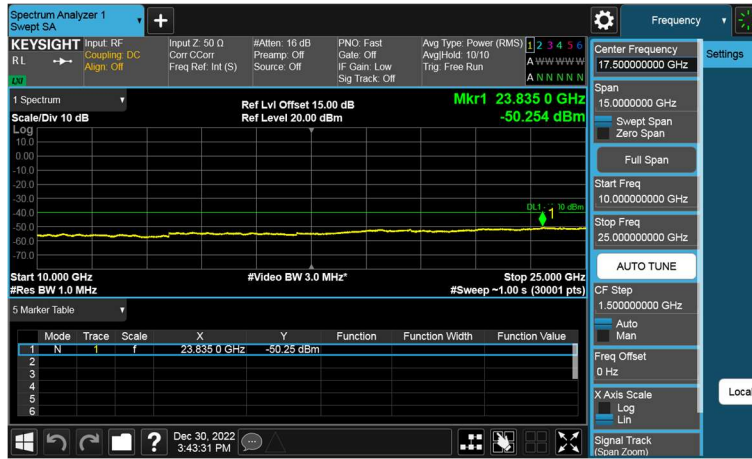 Spectrum Analyzer 1
Swept SA
Frequency
KEYSIGHT
RL
LXI
Input: RF
Coupling: DC
Align: Off
Input Z: 50 Ω
Corr CCorr
Freq Ref: Int (S)
#Atten: 16 dB
Preamp: Off
Source: Off
PNO: Fast
Gate: Off
IF Gain: Low
Sig Track: Off
Avg Type: Power (RMS)
Avg|Hold: 10/10
Trig: Free Run
1 2 3 4 5 6
A W W W W W
A N N N N N
1 Spectrum
Scale/Div 10 dB
Ref Lvl Offset 15.00 dB
Ref Level 20.00 dBm
Mkr1 23.835 0 GHz
-50.254 dBm
Log
10.0
0.00
-10.0
-20.0
-30.0
-40.0
-50.0
-60.0
-70.0
DL1
dBm
1
Start 10.000 GHz
#Res BW 1.0 MHz
#Video BW 3.0 MHz*
Stop 25.000 GHz
#Sweep ~1.00 s (30001 pts)
5 Marker Table
Mode Trace Scale X Y Function Function Width Function Value
1 N 1 f 23.835 0 GHz -50.25 dBm
2
3
4
5
6
Dec 30, 2022
3:43:31 PM
Center Frequency
17.500000000 GHz
Span
15.0000000 GHz
Swept Span
Zero Span
Full Span
Start Freq
10.000000000 GHz
Stop Freq
25.000000000 GHz
AUTO TUNE
CF Step
1.500000000 GHz
Auto
Man
Freq Offset
0 Hz
X Axis Scale
Log
Lin
Signal Track
(Span Zoom)
Settings
Local